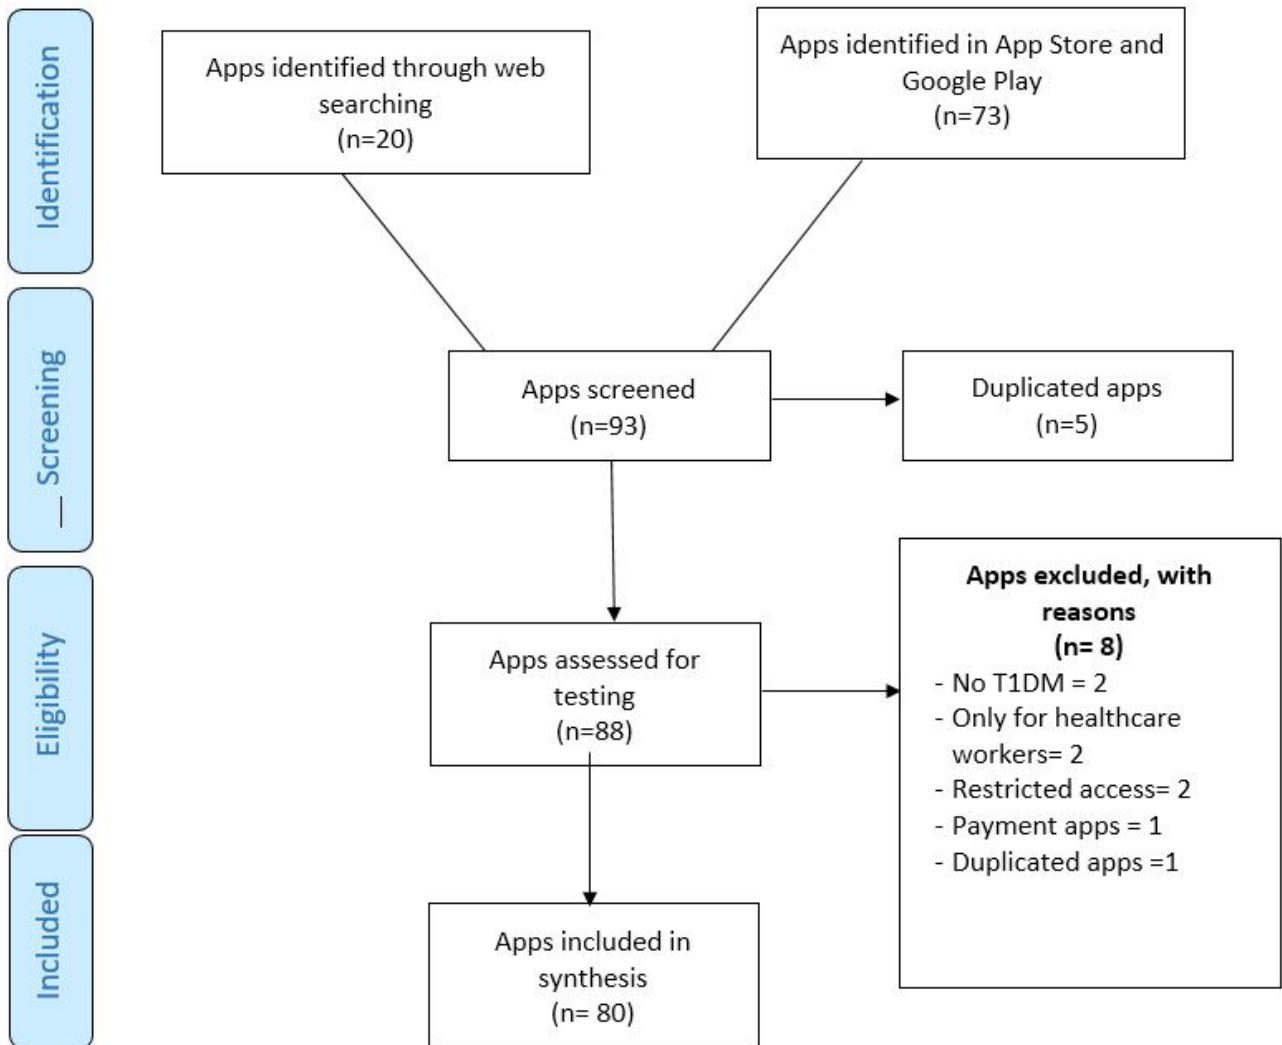 Identification
Apps identified through web
searching
(n=20)
Apps identified in App Store and
Google Play
(n=73)
Screening
Apps screened
(n=93)
Duplicated apps
(n=5)
Eligibility
Apps assessed for
testing
(n=88)
Apps excluded, with
reasons
(n= 8)
- No T1DM = 2
- Only for healthcare
workers= 2
- Restricted access= 2
- Payment apps = 1
- Duplicated apps =1
Included
Apps included in
synthesis
(n= 80)